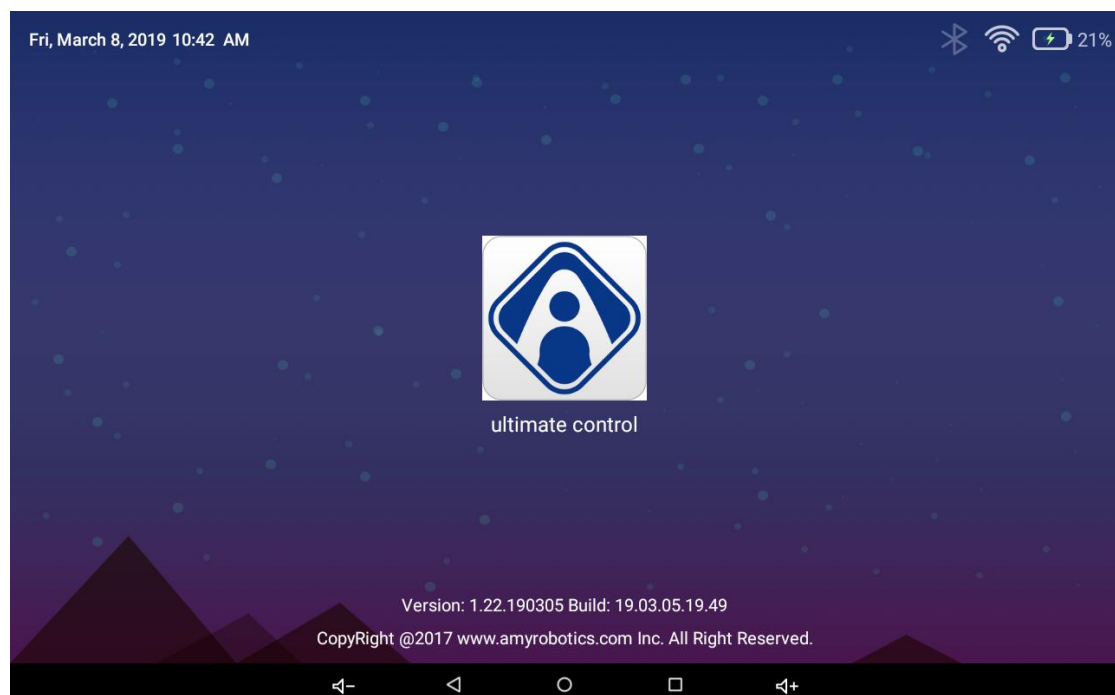 Fri, March 8, 2019 10:42 AM
21%
ultimate control
Version: 1.22.190305 Build: 19.03.05.19.49
CopyRight @2017 www.amyrobotics.com Inc. All Right Reserved.